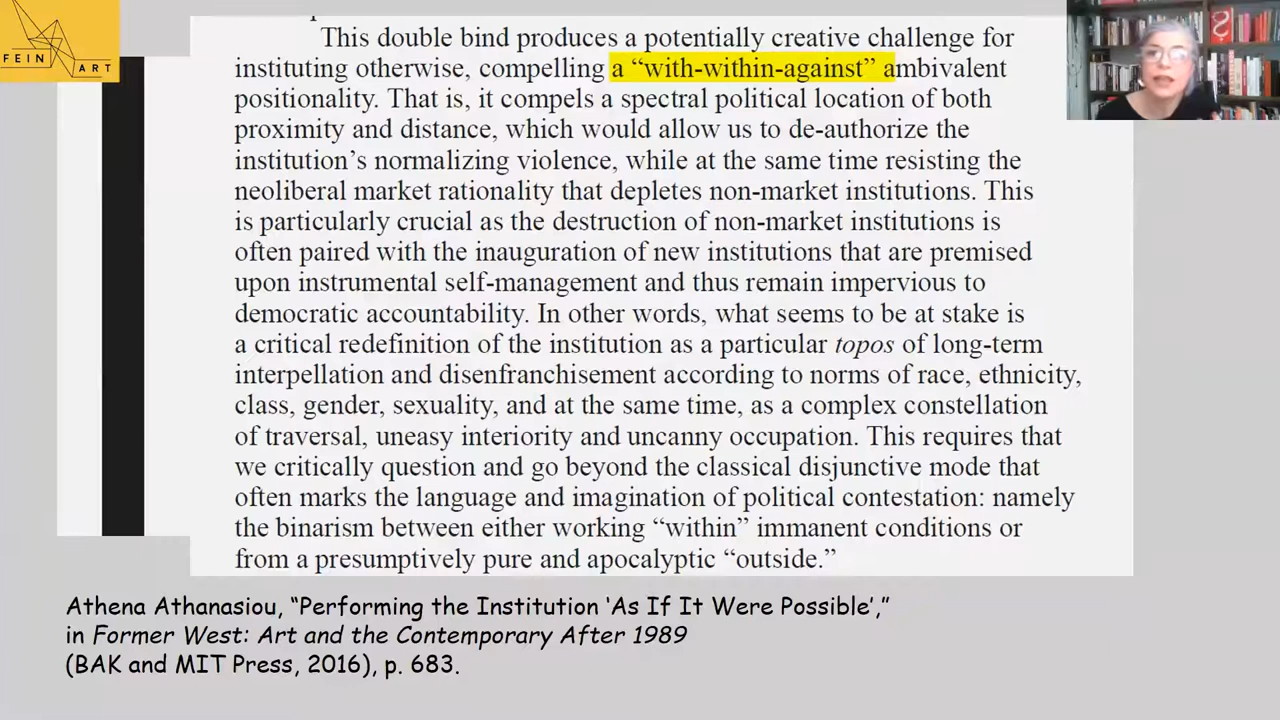 FEIN
ART
This double bind produces a potentially creative challenge for
instituting otherwise, compelling a “with-within-against” ambivalent
positionality. That is, it compels a spectral political location of both
proximity and distance, which would allow us to de-authorize the
institution’s normalizing violence, while at the same time resisting the
neoliberal market rationality that depletes non-market institutions. This
is particularly crucial as the destruction of non-market institutions is
often paired with the inauguration of new institutions that are premised
upon instrumental self-management and thus remain impervious to
democratic accountability. In other words, what seems to be at stake is
a critical redefinition of the institution as a particular topos of long-term
interpellation and disenfranchisement according to norms of race, ethnicity,
class, gender, sexuality, and at the same time, as a complex constellation
of traversal, uneasy interiority and uncanny occupation. This requires that
we critically question and go beyond the classical disjunctive mode that
often marks the language and imagination of political contestation: namely
the binarism between either working “within” immanent conditions or
from a presumptively pure and apocalyptic “outside.”
Athena Athanasiou, “Performing the Institution ‘As If It Were Possible’,”
in Former West: Art and the Contemporary After 1989
(BAK and MIT Press, 2016), p. 683.